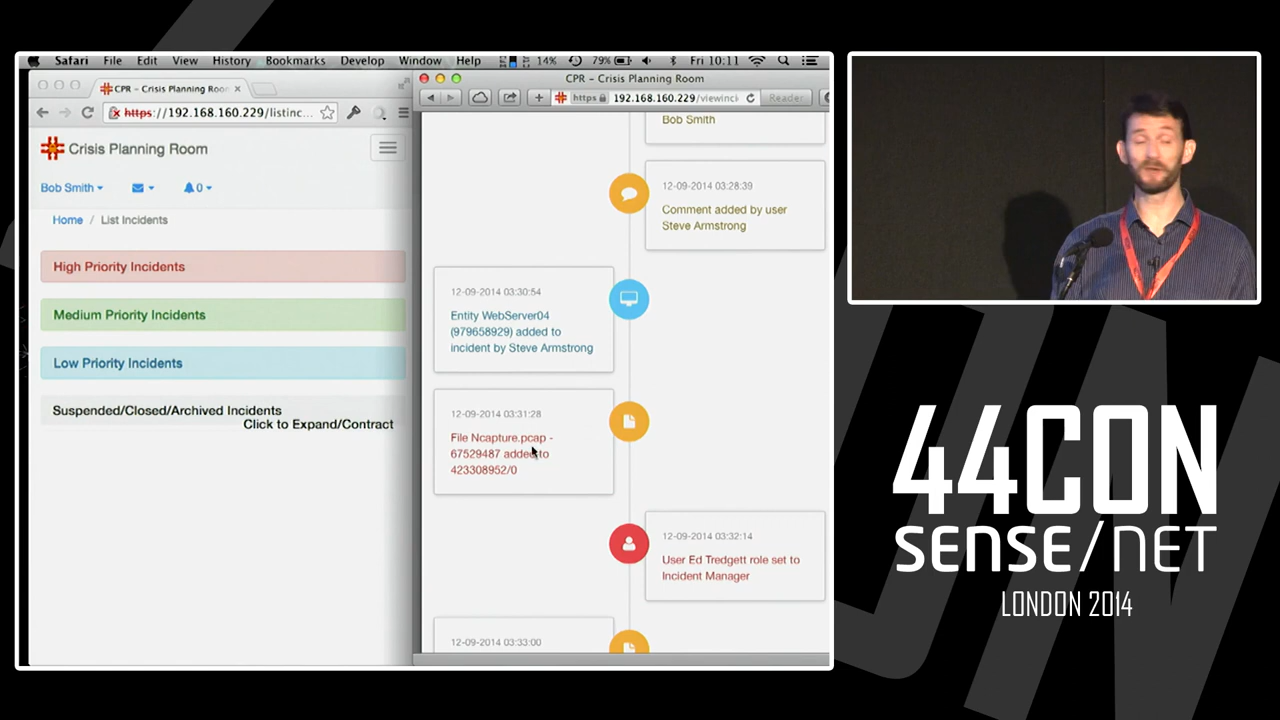 Safari File Edit View History Bookmarks Develop Window Help 14% 79% Fri 10:11
CPR – Crisis Planning Roo
https://192.168.160.229/listinc...
Crisis Planning Room
Bob Smith
0
Home / List Incidents
High Priority Incidents
Medium Priority Incidents
Low Priority Incidents
Suspended/Closed/Archived Incidents
Click to Expand/Contract
CPR – Crisis Planning Room
https 192.168.160.229/viewinci
Reader
Bob Smith
12-09-2014 03:28:39
Comment added by user
Steve Armstrong
12-09-2014 03:30:54
Entity WebServer04
(979658929) added to
incident by Steve Armstrong
12-09-2014 03:31:28
File Ncapture.pcap -
67529487 added to
423308952/0
12-09-2014 03:32:14
User Ed Tredgett role set to
Incident Manager
12-09-2014 03:33:00
44CON
SENSE/NET
LONDON 2014